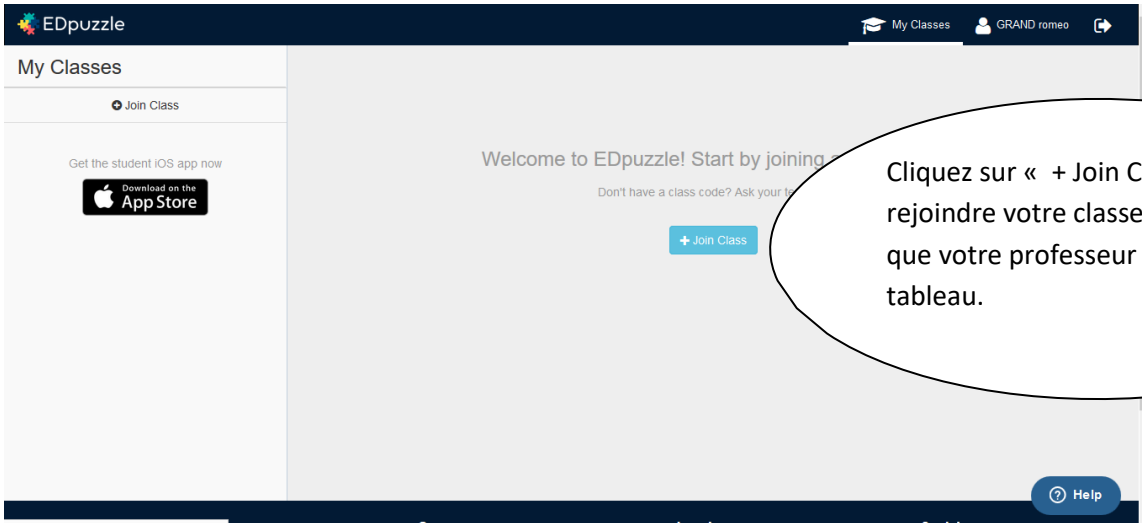 EDpuzzle
My Classes
GRAND romeo
My Classes
Join Class
Get the student iOS app now
Download on the
App Store
Welcome to EDpuzzle! Start by joining
Don't have a class code? Ask your
+ Join Class
Cliquez sur « + Join C
rejoindre votre classe
que votre professeur
tableau.
Help